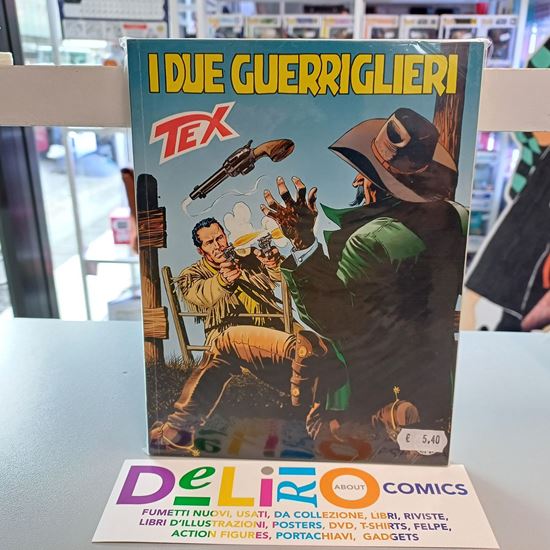 I DUE GUERRIGLIERI
TEX
€ 5,40
DeLiRiO ABOUT COMICS
FUMETTI NUOVI, USATI, DA COLLEZIONE, LIBRI, RIVISTE,
LIBRI D'ILLUSTRAZIONI, POSTERS, DVD, T-SHIRTS, FELPE,
ACTION FIGURES, PORTACHIAVI, GADGETS